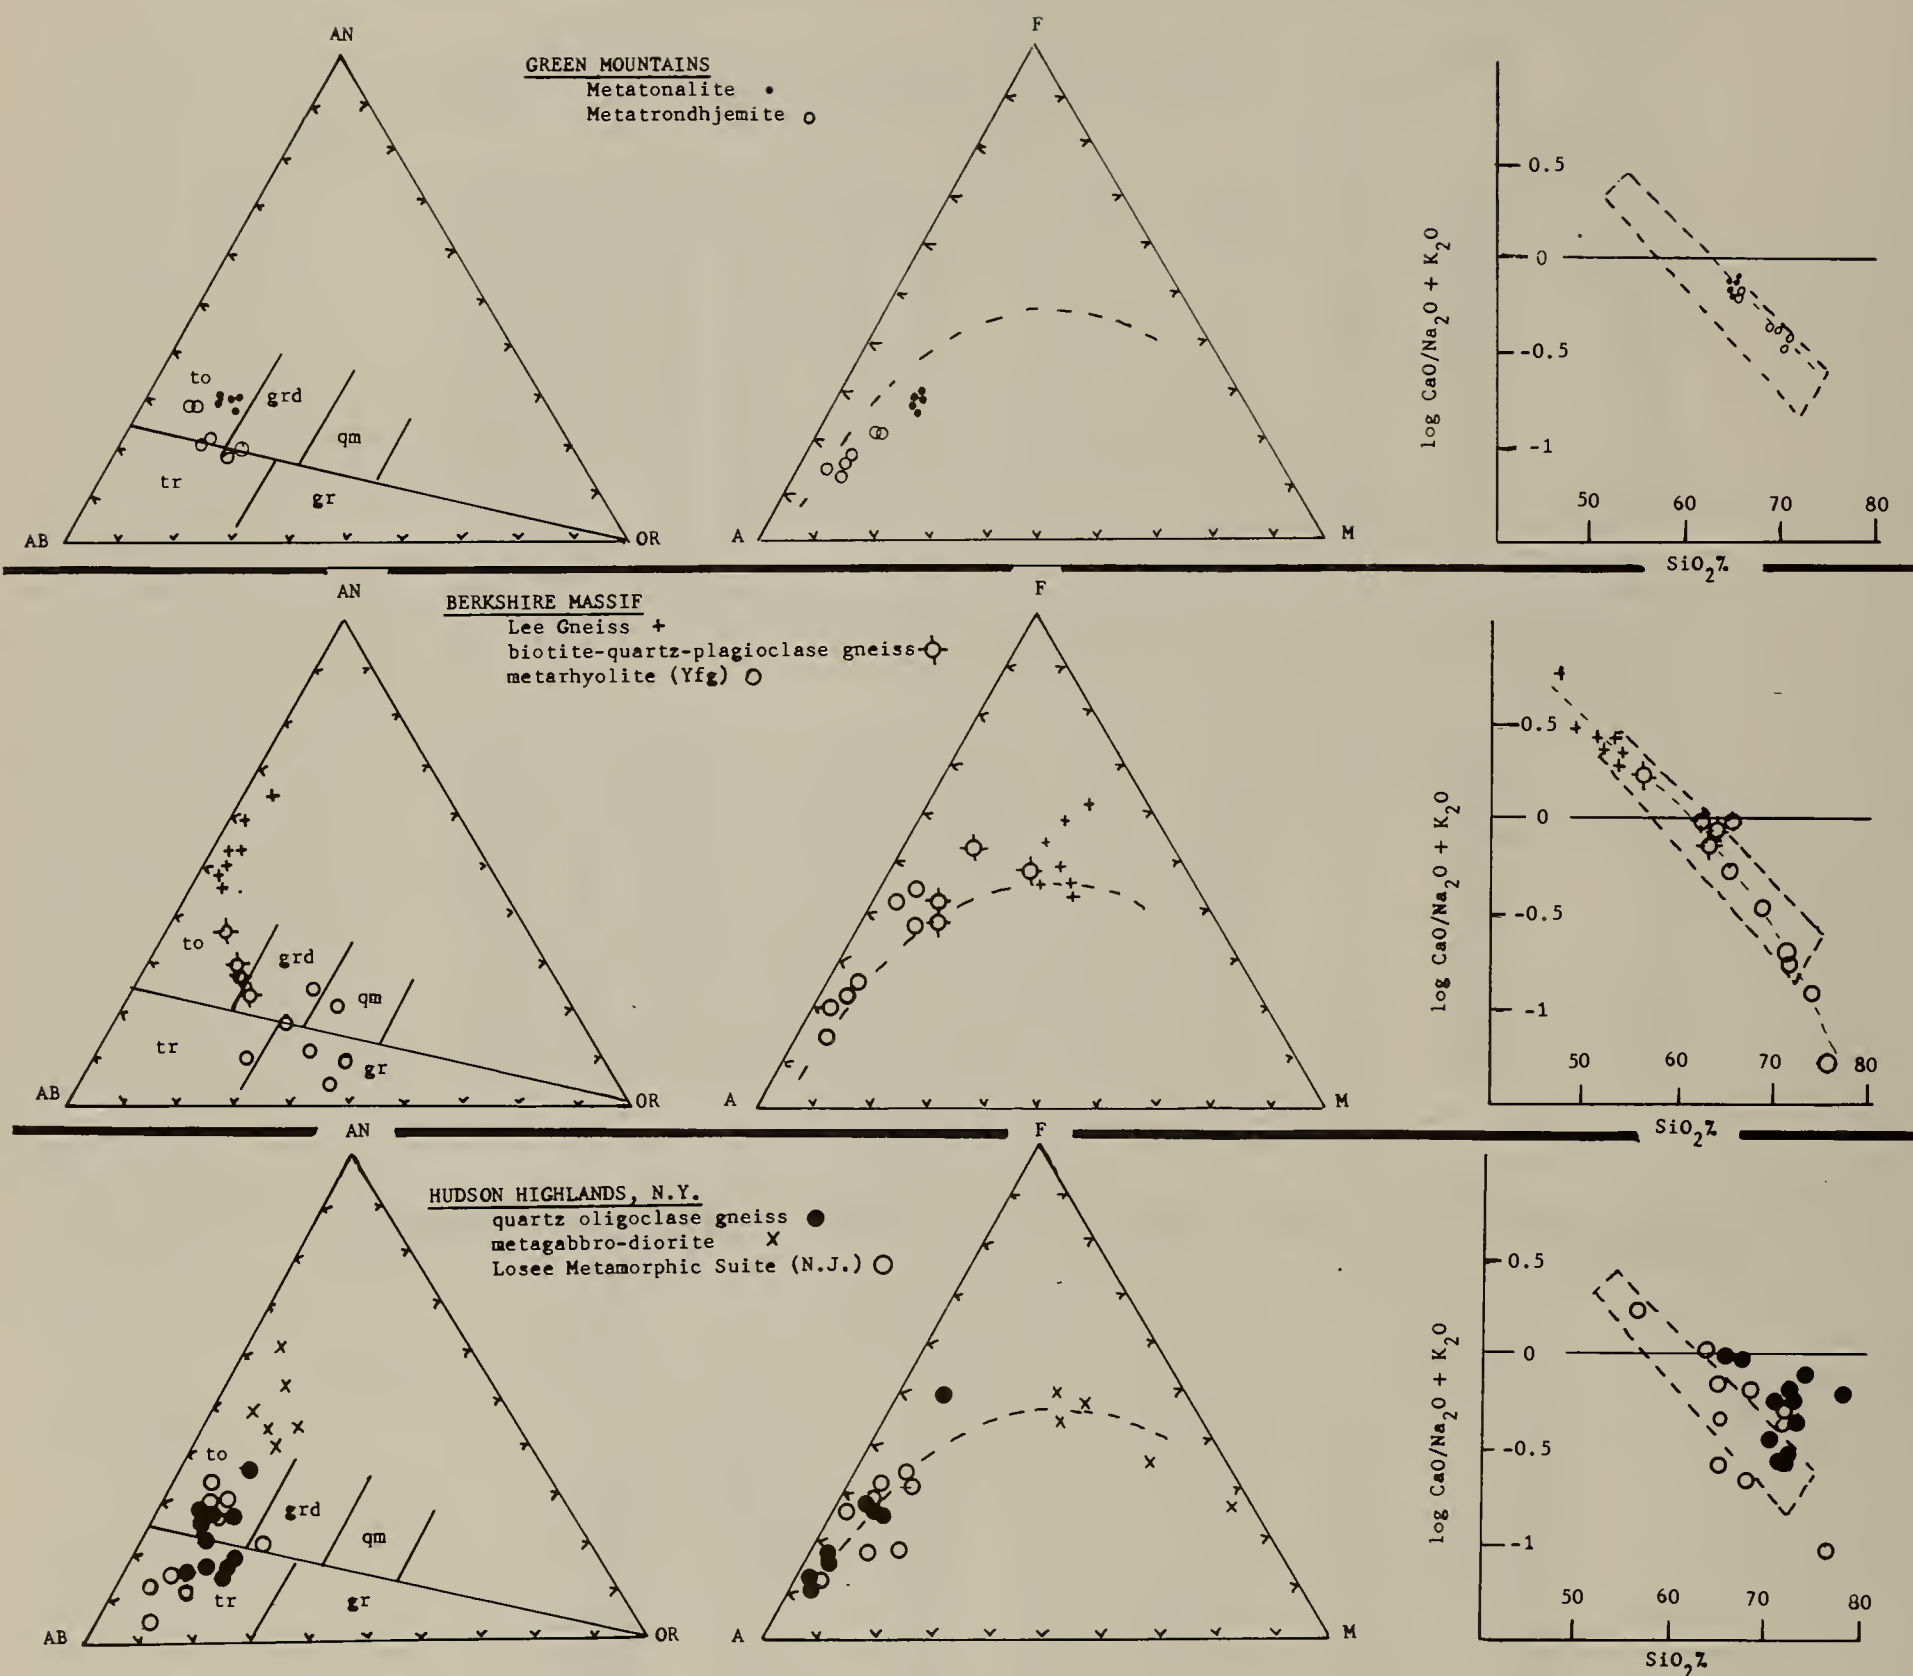 AN
GREEN MOUNTAINS
Metatonalite
Metatrondhjemite
to
grd
qm
tr
gr
AB
OR
F
A
M
log CaO/Na2O + K2O
0.5
0
-0.5
-1
50 60 70 80
SiO2%
AN
BERKSHIRE MASSIF
Lee Gneiss +
biotite-quartz-plagioclase gneiss
metarhyolite (Yfg)
to
grd
qm
tr
gr
AB
OR
F
A
M
log CaO/Na2O + K2O
0.5
0
-0.5
-1
50 60 70 80
SiO2%
AN
HUDSON HIGHLANDS, N.Y.
quartz oligoclase gneiss
metagabbro-diorite X
Losee Metamorphic Suite (N.J.)
to
grd
qm
tr
gr
AB
OR
F
A
M
log CaO/Na2O + K2O
0.5
0
-0.5
-1
50 60 70 80
SiO2%